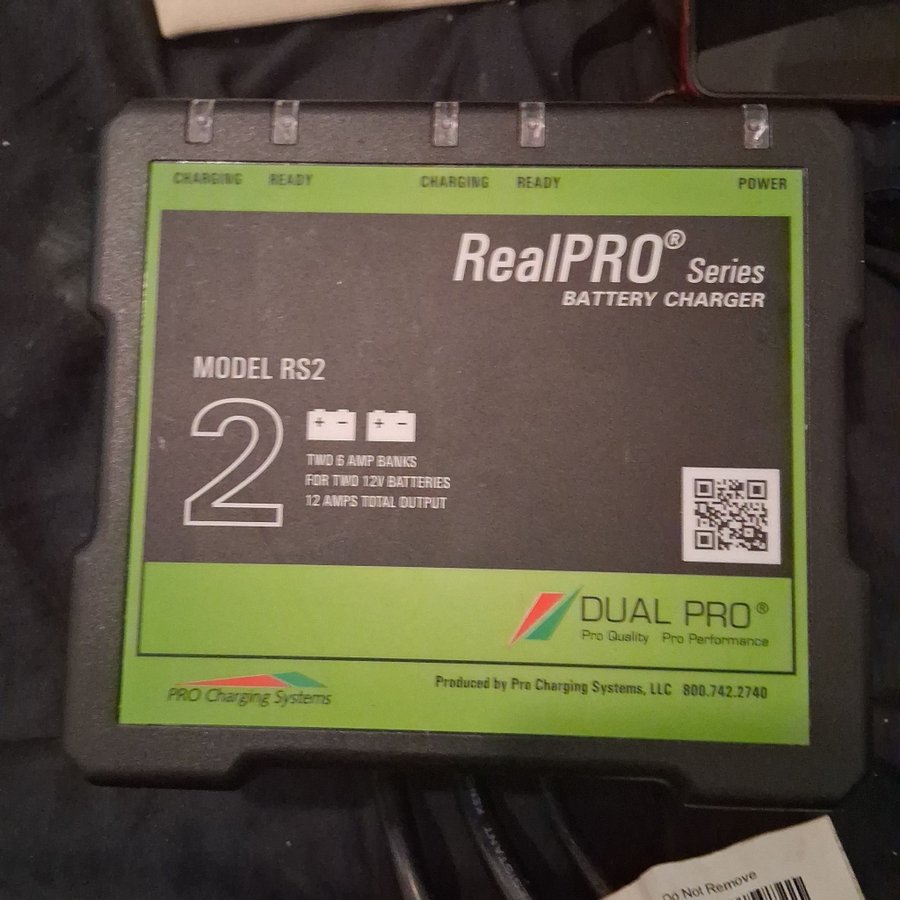 CHARGING READY CHARGING READY POWER
RealPRO® Series
BATTERY CHARGER
MODEL RS2
2
+ - + -
TWO 6 AMP BANKS
FOR TWO 12V BATTERIES
12 AMPS TOTAL OUTPUT
DUAL PRO®
Pro Quality Pro Performance
PRO Charging Systems
Produced by Pro Charging Systems, LLC 800.742.2740
Do Not Remove